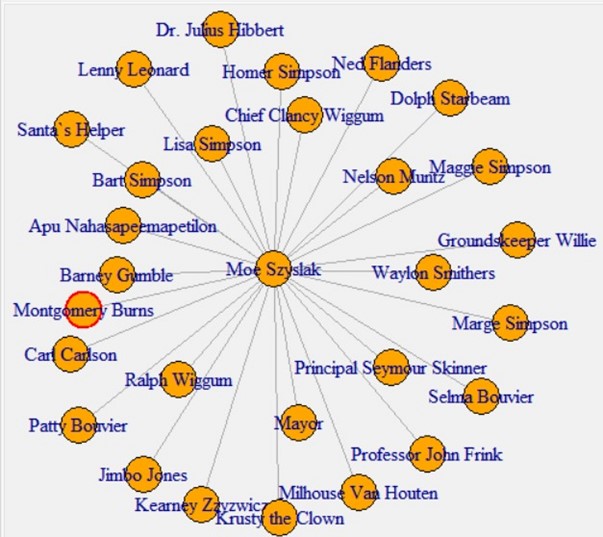 Dr. Julius Hibbert
Lenny Leonard
Homer Simpson
Ned Flanders
Dolph Starbeam
Chief Clancy Wiggum
Santa`s Helper
Lisa Simpson
Bart Simpson
Nelson Muntz
Maggie Simpson
Apu Nahasapeemapetilon
Groundskeeper Willie
Barney Gumble
Moe Szyslak
Waylon Smithers
Montgomery Burns
Marge Simpson
Carl Carlson
Ralph Wiggum
Principal Seymour Skinner
Selma Bouvier
Patty Bouvier
Mayor
Professor John Frink
Jimbo Jones
Milhouse Van Houten
Kearney Zzyzwicz
Krusty the Clown